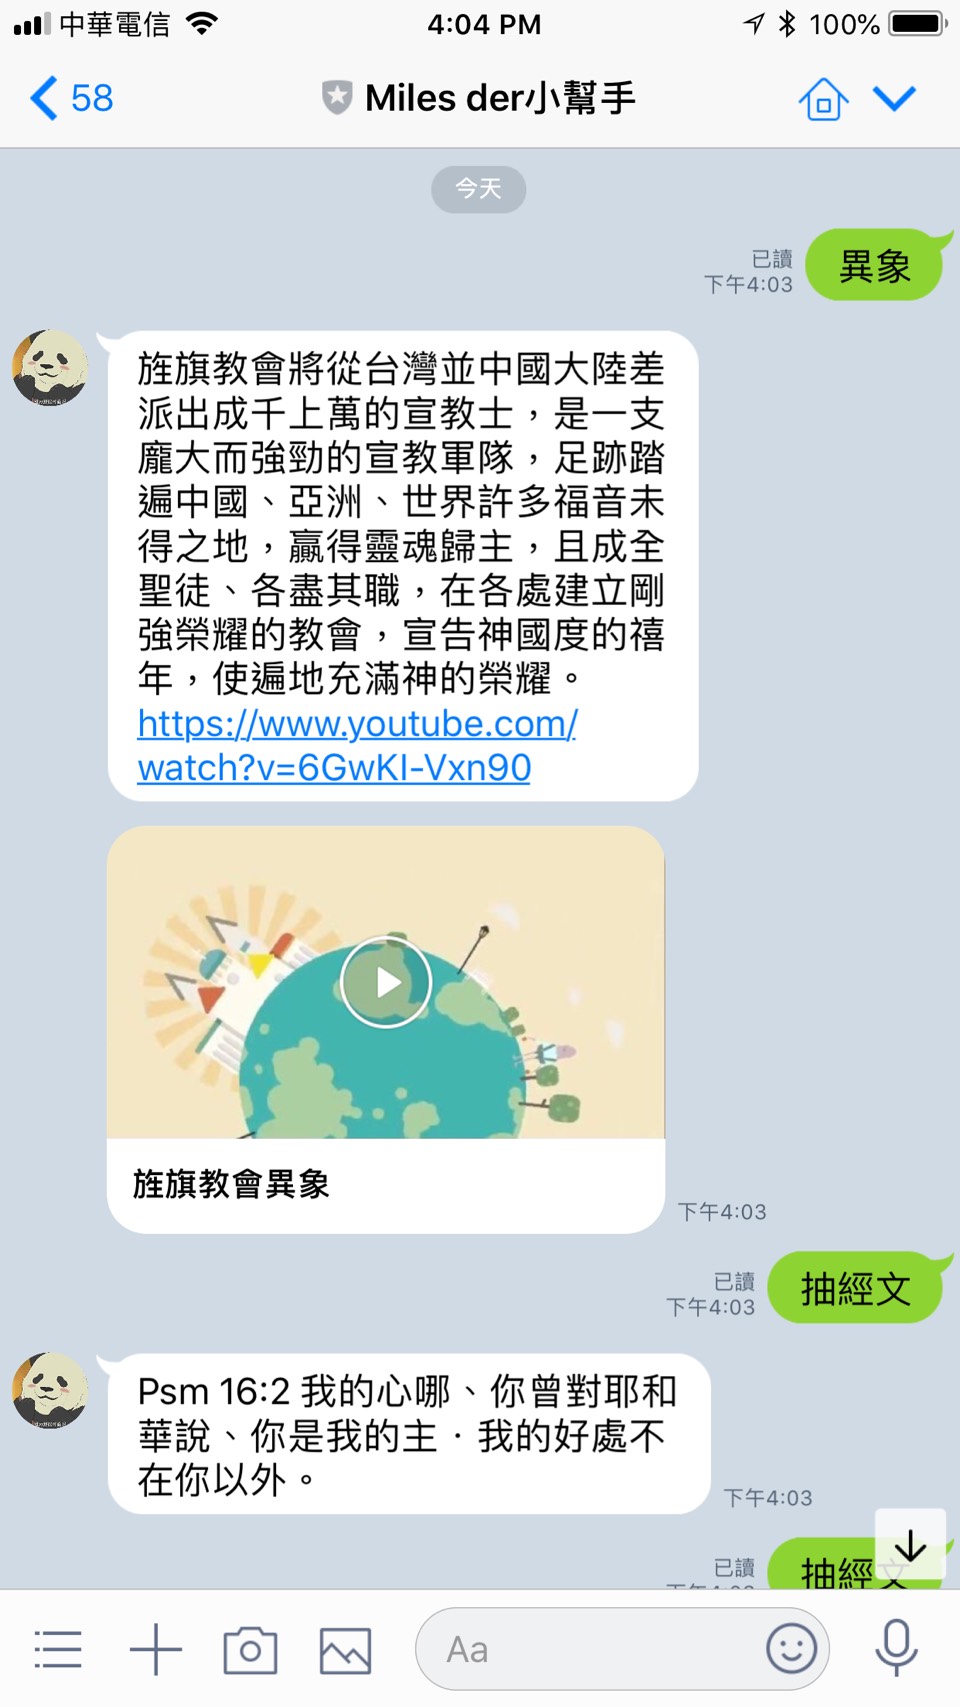 中華電信 4:04 PM 100%
58 Miles der小幫手
今天
已讀
下午4:03
異象
旌旗教會將從台灣並中國大陸差
派出成千上萬的宣教士，是一支
龐大而強勁的宣教軍隊，足跡踏
遍中國、亞洲、世界許多福音未
得之地，贏得靈魂歸主，且成全
聖徒、各盡其職，在各處建立剛
強榮耀的教會，宣告神國度的禧
年，使遍地充滿神的榮耀。
https://www.youtube.com/
watch?v=6GwKI-Vxn90
旌旗教會異象
下午4:03
已讀
下午4:03
抽經文
Psm 16:2 我的心哪、你曾對耶和
華說、你是我的主．我的好處不
在你以外。
下午4:03
已讀
抽經文
Aa